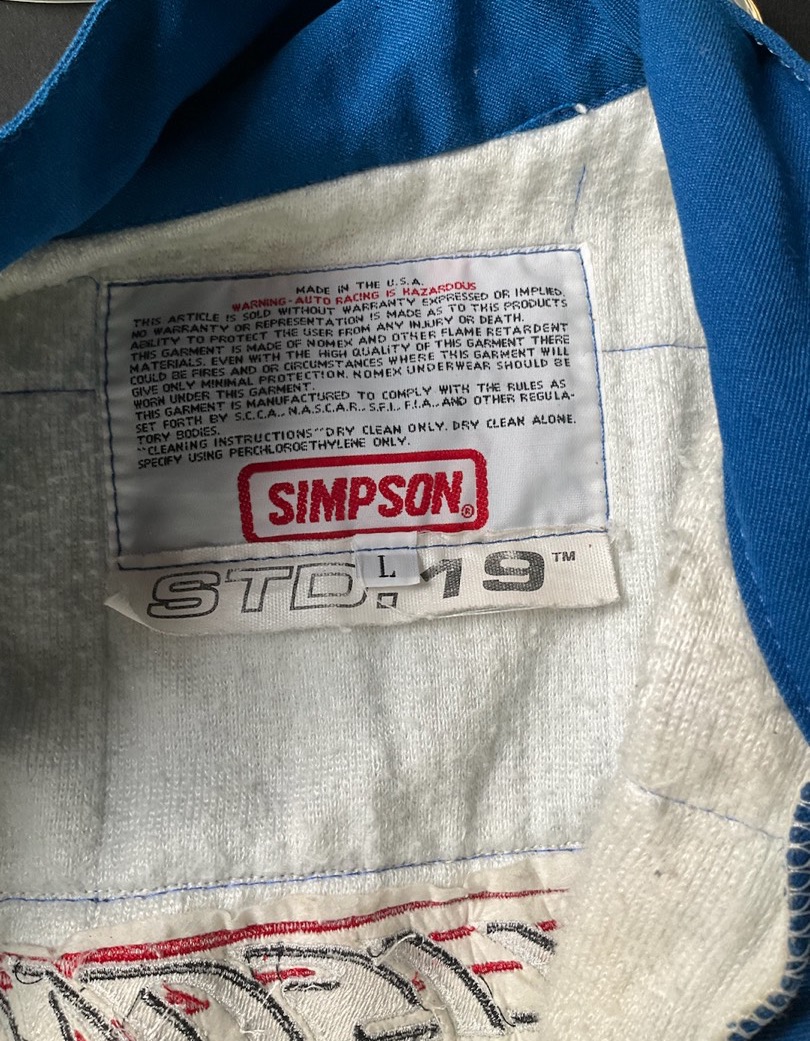 MADE IN THE U.S.A.
WARNING-AUTO RACING IS HAZARDOUS
THIS ARTICLE IS SOLD WITHOUT WARRANTY EXPRESSED OR IMPLIED.
NO WARRANTY OR REPRESENTATION IS MADE AS TO THIS PRODUCTS
ABILITY TO PROTECT THE USER FROM ANY INJURY OR DEATH.
THIS GARMENT IS MADE OF NOMEX AND OTHER FLAME RETARDENT
MATERIALS. EVEN WITH THE HIGH QUALITY OF THIS GARMENT THERE
COULD BE FIRES AND OR CIRCUMSTANCES WHERE THIS GARMENT WILL
GIVE ONLY MINIMAL PROTECTION. NOMEX UNDERWEAR SHOULD BE
WORN UNDER THIS GARMENT.
THIS GARMENT IS MANUFACTURED TO COMPLY WITH THE RULES AS
SET FORTH BY S.C.C.A., N.A.S.C.A.R., S.F.I., F.I.A., AND OTHER REGULA-
TORY BODIES.
"CLEANING INSTRUCTIONS" DRY CLEAN ONLY. DRY CLEAN ALONE.
SPECIFY USING PERCHLOROETHYLENE ONLY.
SIMPSON®
L
STD.19™